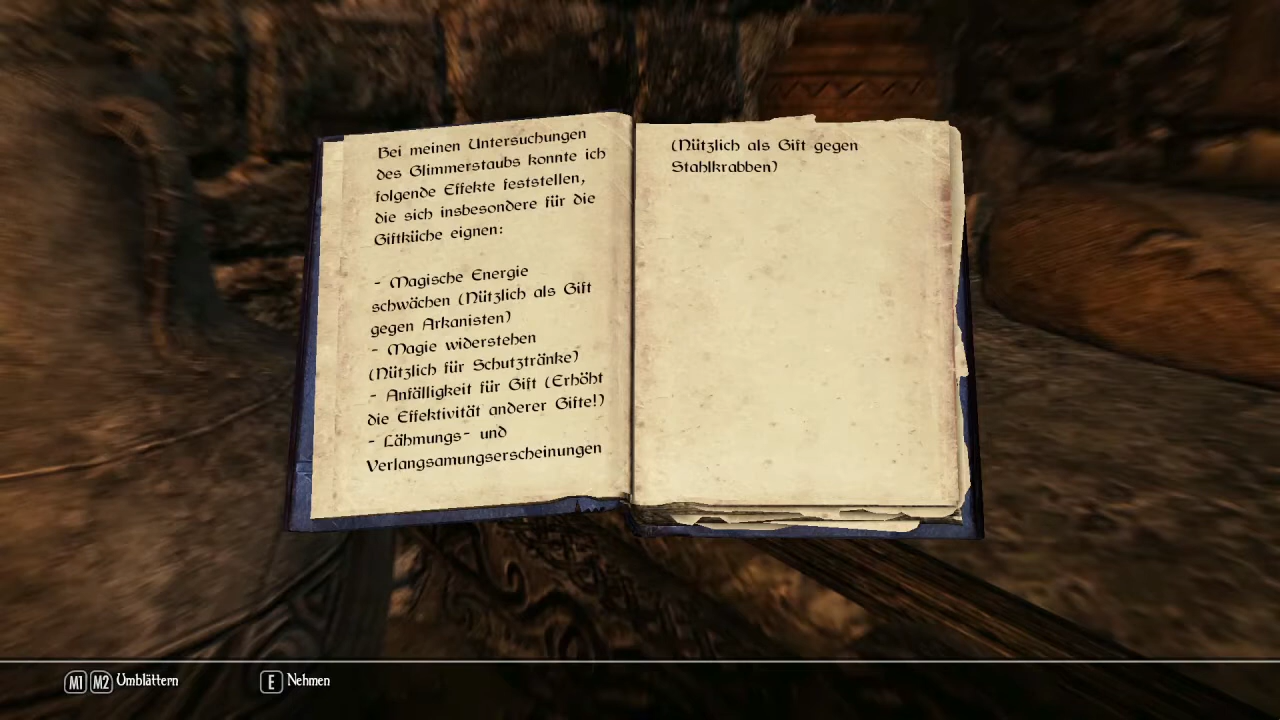 Bei meinen Untersuchungen
des Glimmerstaubs konnte ich
folgende Effekte feststellen,
die sich insbesondere für die
Giftküche eignen:
- Magische Energie
schwächen (Nützlich als Gift
gegen Arkanisten)
- Magie widerstehen
(Nützlich für Schutztränke)
- Anfälligkeit für Gift (Erhöht
die Effektivität anderer Gifte!)
- Lähmungs- und
Verlangsamungserscheinungen
(Nützlich als Gift gegen
Stahlkrabben)
M1 M2 Umblättern
E Nehmen